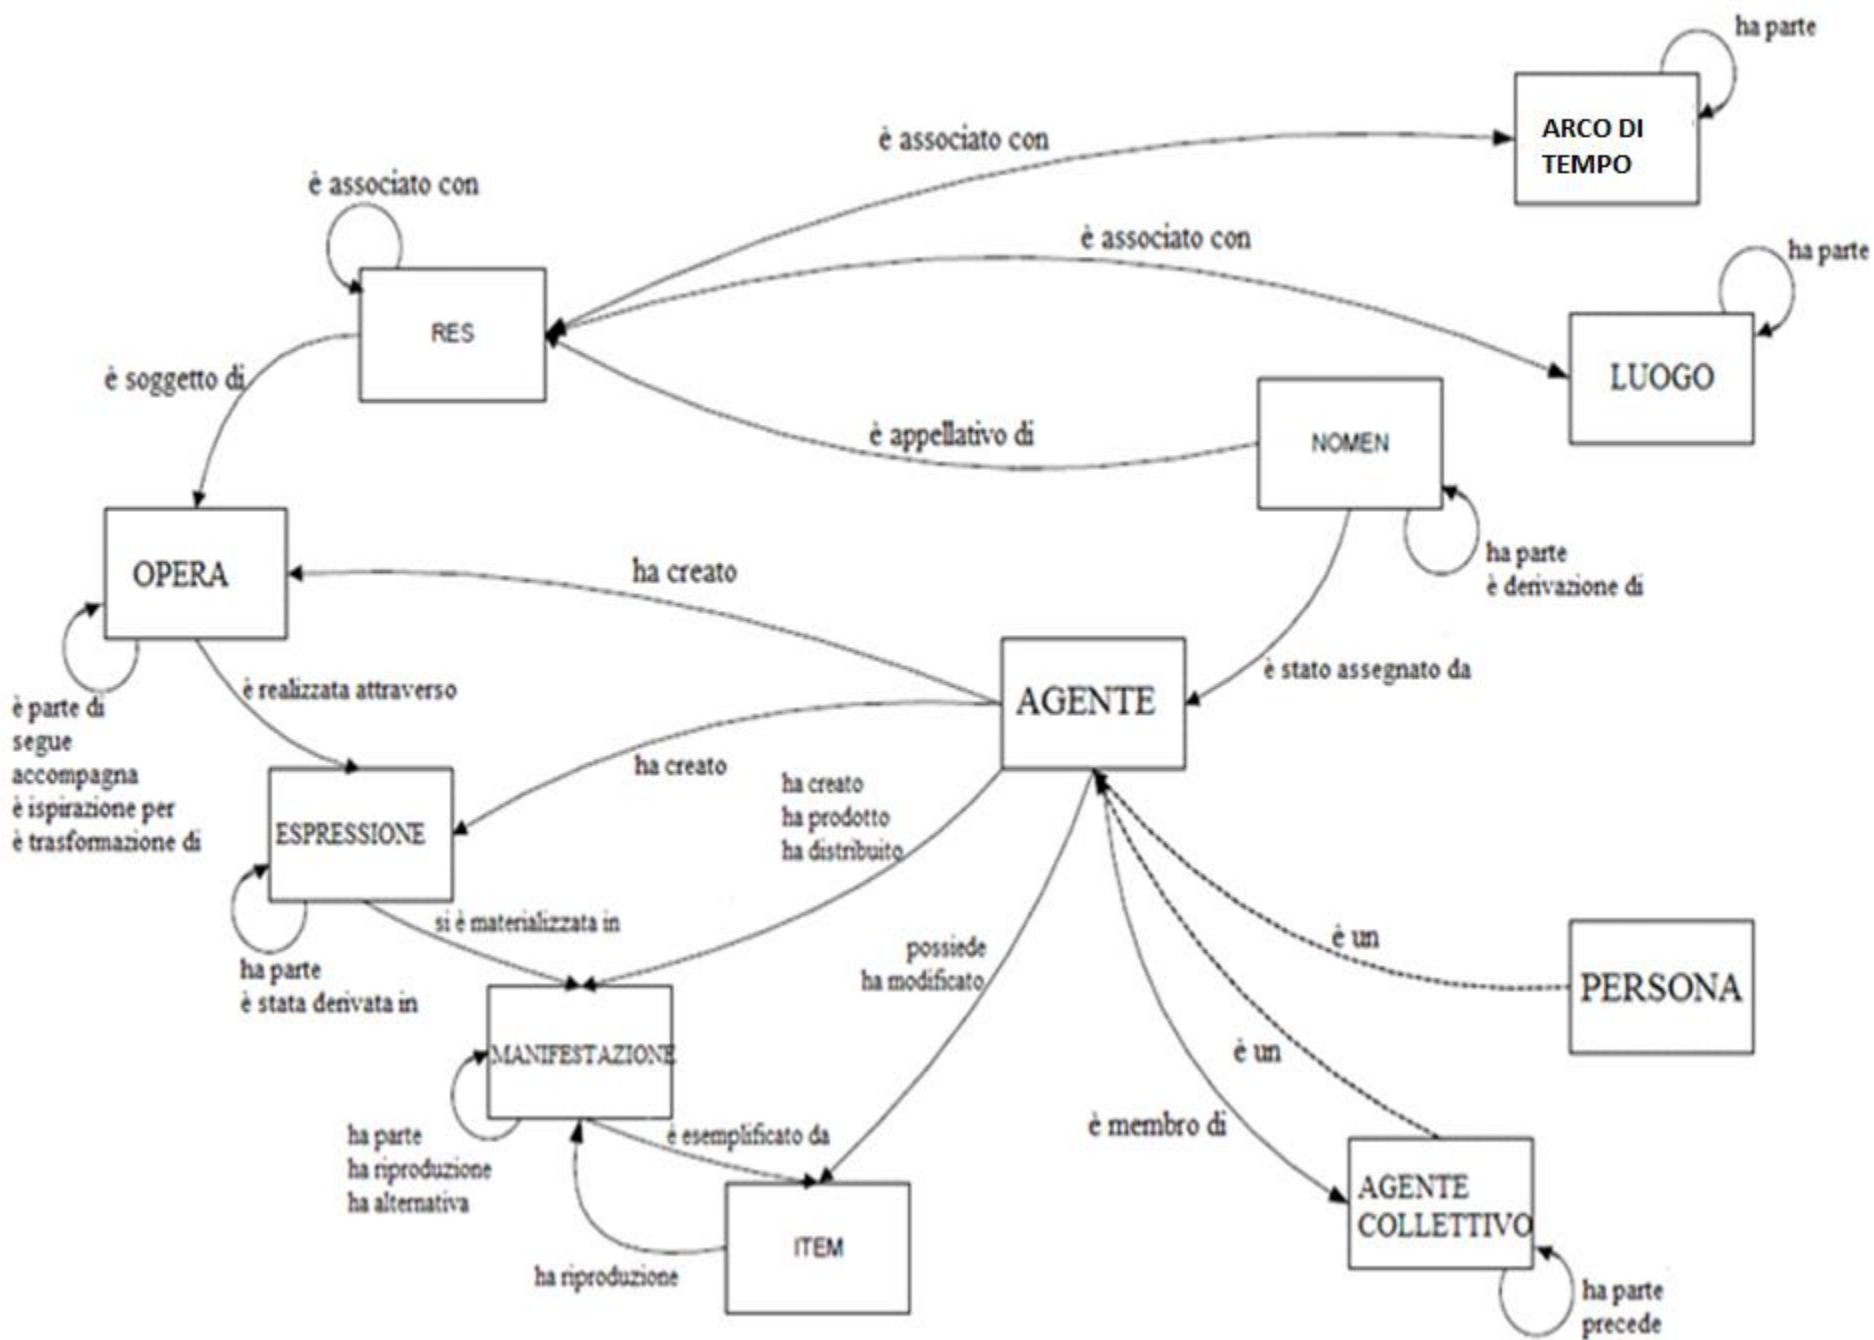 ha parte
ARCO DI
TEMPO
è associato con
è associato con
è associato con
ha parte
RES
LUOGO
è soggetto di
è appellativo di
NOMEN
ha parte
è derivazione di
OPERA
ha creato
è stato assegnato da
è realizzata attraverso
AGENTE
è parte di
segue
accompagna
è ispirazione per
è trasformazione di
ha creato
ha creato
ha prodotto
ha distribuito
ESPRESSIONE
si è materializzata in
ha parte
è stata derivata in
possiede
ha modificato
è un
PERSONA
MANIFESTAZIONE
è un
è membro di
ha parte
ha riproduzione
ha alternativa
è esemplificato da
AGENTE
COLLETTIVO
ITEM
ha riproduzione
ha parte
precede